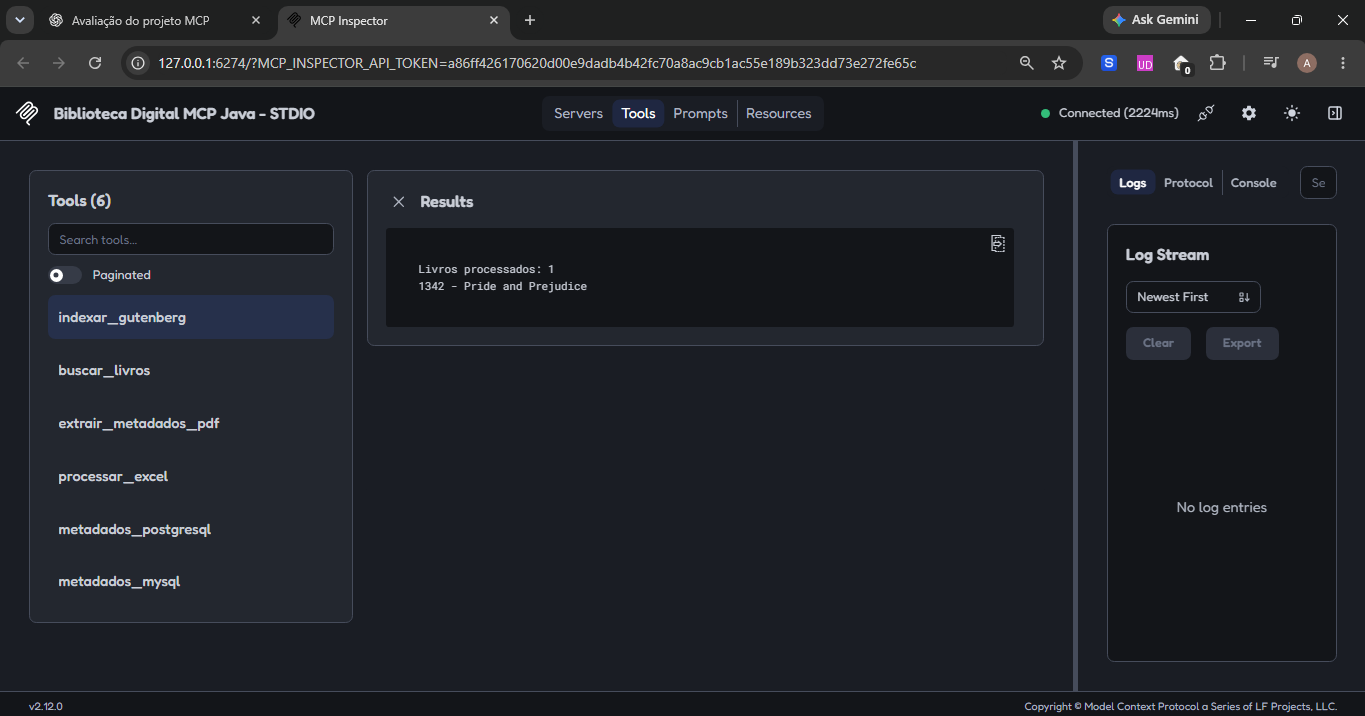 Avaliação do projeto MCP
MCP Inspector
Ask Gemini
127.0.0.1:6274/?MCP_INSPECTOR_API_TOKEN=a86ff426170620d00e9dadb4b42fc70a8ac9cb1ac55e189b323dd73e272fe65c
S
UD
0
A
Biblioteca Digital MCP Java - STDIO
Servers
Tools
Prompts
Resources
Connected (2224ms)
Tools (6)
Search tools...
Paginated
indexar_gutenberg
buscar_livros
extrair_metadados_pdf
processar_excel
metadados_postgresql
metadados_mysql
Results
Livros processados: 1
1342 - Pride and Prejudice
Logs
Protocol
Console
Se
Log Stream
Newest First
Clear
Export
No log entries
v2.12.0
Copyright © Model Context Protocol a Series of LF Projects, LLC.